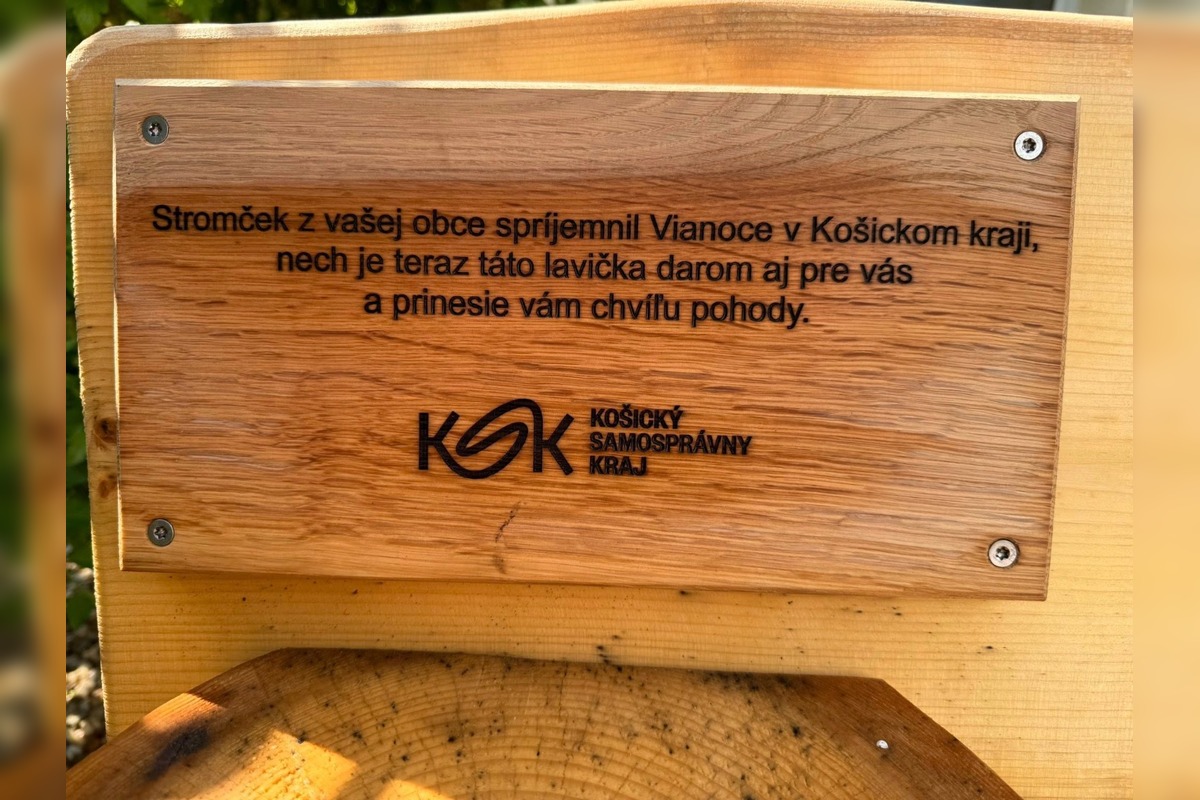 Stromček z vašej obce spríjemnil Vianoce v Košickom kraji,
nech je teraz táto lavička darom aj pre vás
a prinesie vám chvíľu pohody.
KSK
KOŠICKÝ
SAMOSPRÁVNY
KRAJ